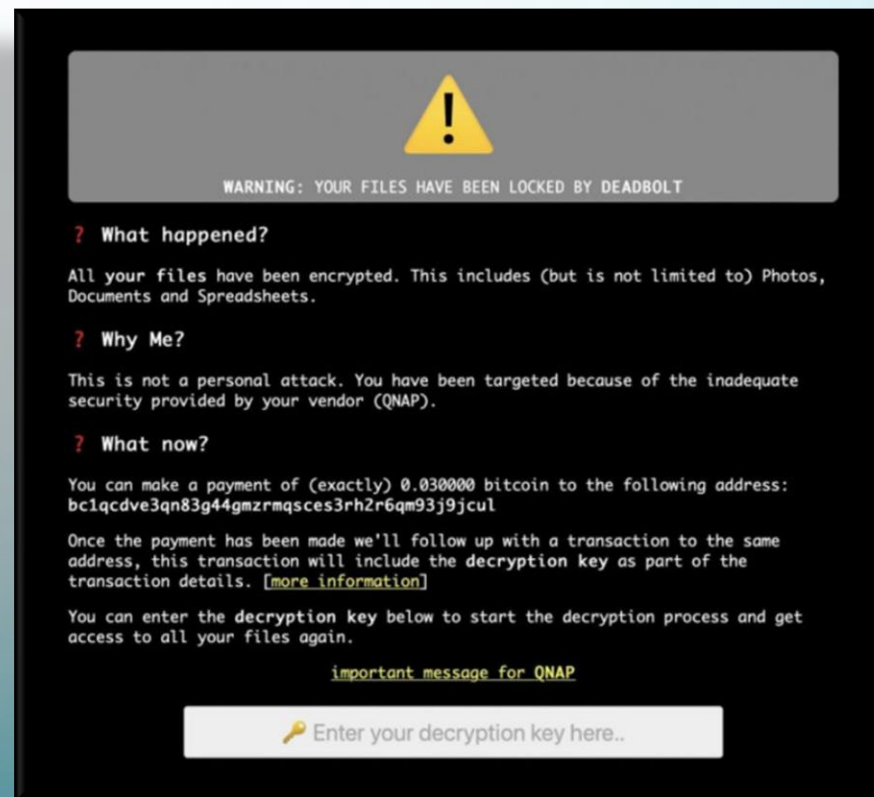 WARNING: YOUR FILES HAVE BEEN LOCKED BY DEADBOLT
? What happened?
All your files have been encrypted. This includes (but is not limited to) Photos,
Documents and Spreadsheets.
? Why Me?
This is not a personal attack. You have been targeted because of the inadequate
security provided by your vendor (QNAP).
? What now?
You can make a payment of (exactly) 0.030000 bitcoin to the following address:
bc1qcdve3qn83g44gmzrmqsces3rh2r6qm93j9jcul
Once the payment has been made we'll follow up with a transaction to the same
address, this transaction will include the decryption key as part of the
transaction details. [more information]
You can enter the decryption key below to start the decryption process and get
access to all your files again.
important message for QNAP
Enter your decryption key here..